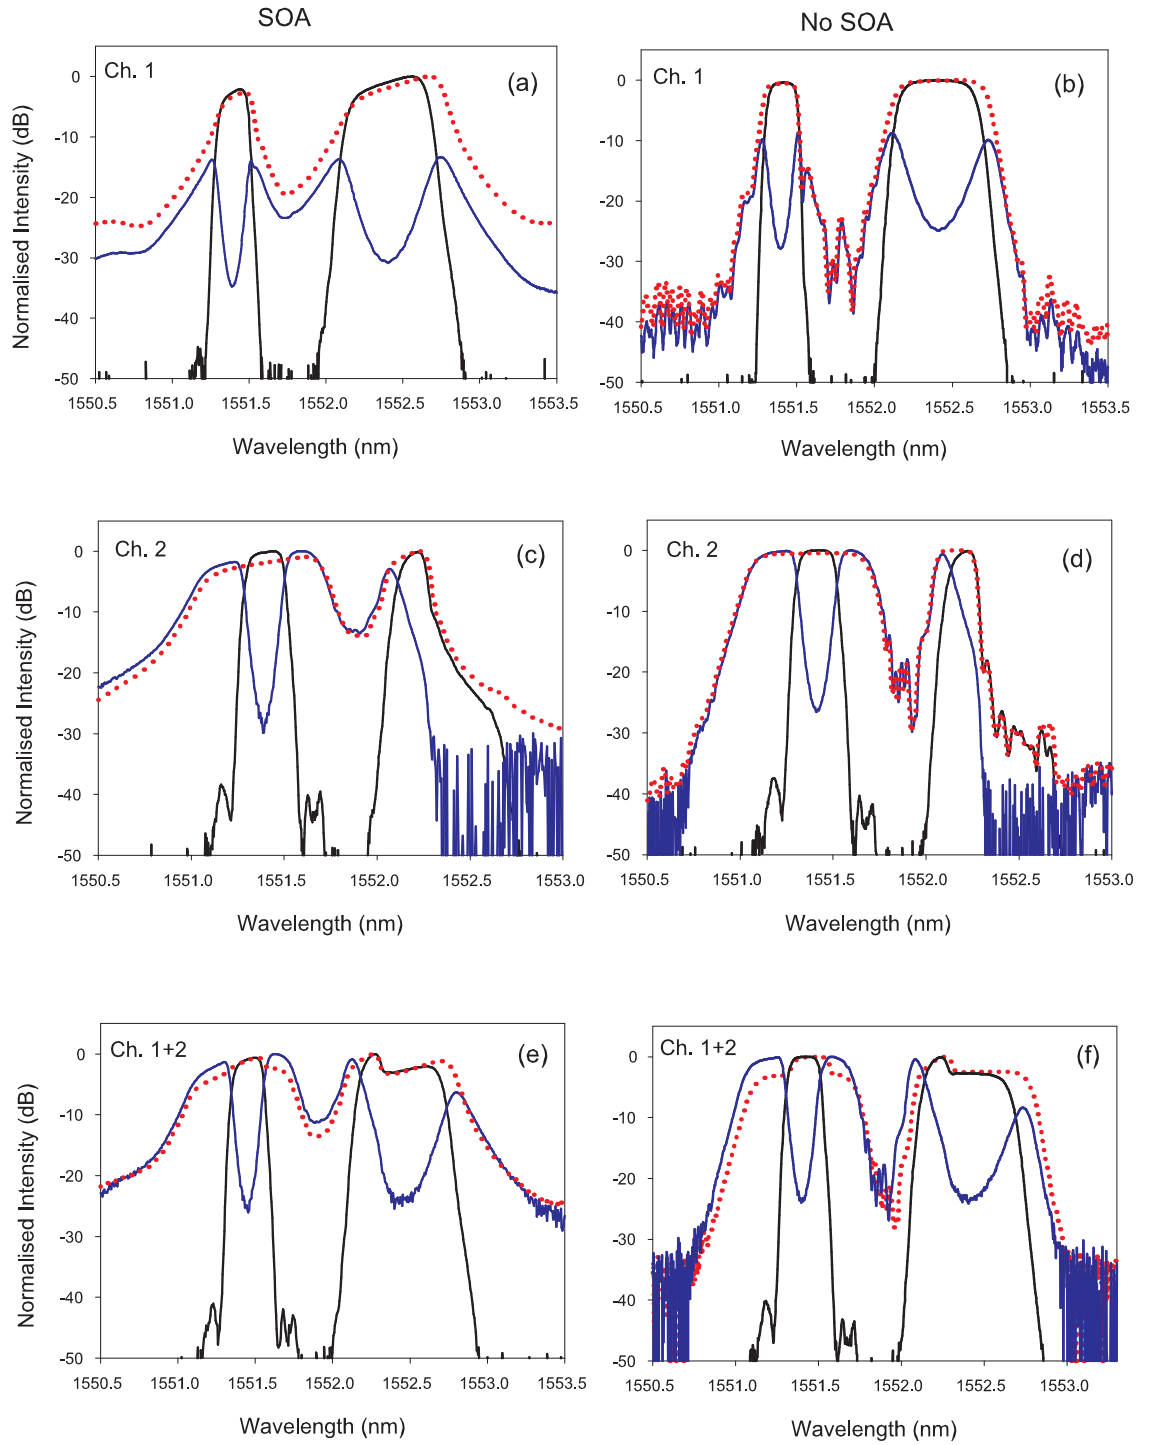 SOA
No SOA
Normalised Intensity (dB)
Ch. 1
(a)
0
-10
-20
-30
-40
-50
1550.5 1551.0 1551.5 1552.0 1552.5 1553.0 1553.5
Wavelength (nm)
Ch. 1
(b)
0
-10
-20
-30
-40
-50
1550.5 1551.0 1551.5 1552.0 1552.5 1553.0 1553.5
Wavelength (nm)
Normalised Intensity (dB)
Ch. 2
(c)
0
-10
-20
-30
-40
-50
1550.5 1551.0 1551.5 1552.0 1552.5 1553.0
Wavelength (nm)
Ch. 2
(d)
0
-10
-20
-30
-40
-50
1550.5 1551.0 1551.5 1552.0 1552.5 1553.0
Wavelength (nm)
Normalised Intensity (dB)
Ch. 1+2
(e)
0
-10
-20
-30
-40
-50
1550.5 1551.0 1551.5 1552.0 1552.5 1553.0 1553.5
Wavelength (nm)
Ch. 1+2
(f)
0
-10
-20
-30
-40
-50
1550.5 1551.0 1551.5 1552.0 1552.5 1553.0
Wavelength (nm)